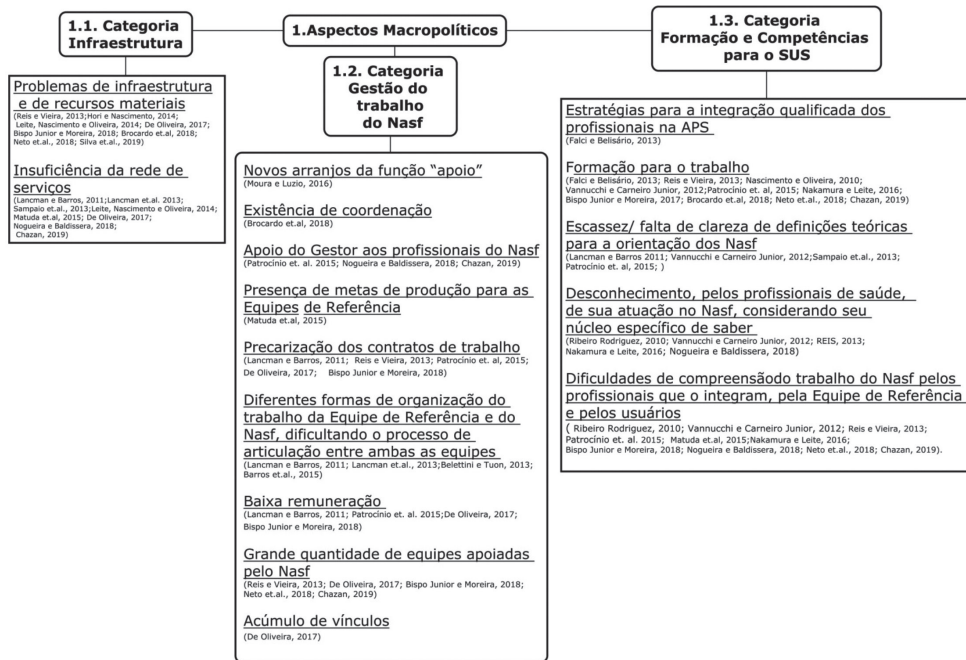 1.1. Categoria
Infraestrutura
1.Aspectos Macropolíticos
1.3. Categoria
Formação e Competências
para o SUS
Problemas de infraestrutura
e de recursos materiais
(Reis e Vieira, 2013;Hori e Nascimento, 2014;
Leite, Nascimento e Oliveira, 2014; De Oliveira, 2017;
Bispo Junior e Moreira, 2018; Brocardo et.al, 2018;
Neto et.al., 2018; Silva et.al., 2019)
Insuficiência da rede de
serviços
(Lancman e Barros, 2011;Lancman et.al. 2013;
Sampaio et.al., 2013;Leite, Nascimento e Oliveira, 2014;
Matuda et.al, 2015; De Oliveira, 2017;
Nogueira e Baldissera, 2018;
Chazan, 2019)
1.2. Categoria
Gestão do
trabalho
do Nasf
Novos arranjos da função “apoio”
(Moura e Luzio, 2016)
Existência de coordenação
(Brocardo et.al, 2018)
Apoio do Gestor aos profissionais do Nasf
(Patrocínio et. al. 2015; Nogueira e Baldissera, 2018; Chazan, 2019)
Presença de metas de produção para as
Equipes de Referência
(Matuda et.al, 2015)
Precarização dos contratos de trabalho
(Lancman e Barros, 2011; Reis e Vieira, 2013; Patrocínio et. al, 2015;
De Oliveira, 2017; Bispo Junior e Moreira, 2018)
Diferentes formas de organização do
trabalho da Equipe de Referência e do
Nasf, dificultando o processo de
articulação entre ambas as equipes
(Lancman e Barros, 2011; Lancman et.al., 2013;Belettini e Tuon, 2013;
Barros et.al., 2015)
Baixa remuneração
(Lancman e Barros, 2011; Patrocínio et. al. 2015;De Oliveira, 2017;
Bispo Junior e Moreira, 2018)
Grande quantidade de equipes apoiadas
pelo Nasf
(Reis e Vieira, 2013; De Oliveira, 2017; Bispo Junior e Moreira, 2018;
Neto et.al., 2018; Chazan, 2019)
Acúmulo de vínculos
(De Oliveira, 2017)
Estratégias para a integração qualificada dos
profissionais na APS
(Falci e Belisário, 2013)
Formação para o trabalho
(Falci e Belisário, 2013; Reis e Vieira, 2013; Nascimento e Oliveira, 2010;
Vannucchi e Carneiro Junior, 2012;Patrocínio et. al, 2015; Nakamura e Leite, 2016;
Bispo Junior e Moreira, 2017; Brocardo et.al, 2018; Neto et.al., 2018; Chazan, 2019)
Escassez/ falta de clareza de definições teóricas
para a orientação dos Nasf
(Lancman e Barros 2011; Vannucchi e Carneiro Junior, 2012;Sampaio et.al., 2013;
Patrocínio et. al, 2015; )
Desconhecimento, pelos profissionais de saúde,
de sua atuação no Nasf, considerando seu
núcleo específico de saber
(Ribeiro Rodriguez, 2010; Vannucchi e Carneiro Junior, 2012; REIS, 2013;
Nakamura e Leite, 2016; Nogueira e Baldissera, 2018)
Dificuldades de compreensãodo trabalho do Nasf pelos
profissionais que o integram, pela Equipe de Referência
e pelos usuários
( Ribeiro Rodriguez, 2010; Vannucchi e Carneiro Junior, 2012; Reis e Vieira, 2013;
Patrocínio et. al. 2015; Matuda et.al, 2015;Nakamura e Leite, 2016;
Bispo Junior e Moreira, 2018; Nogueira e Baldissera, 2018; Neto et.al., 2018; Chazan, 2019).